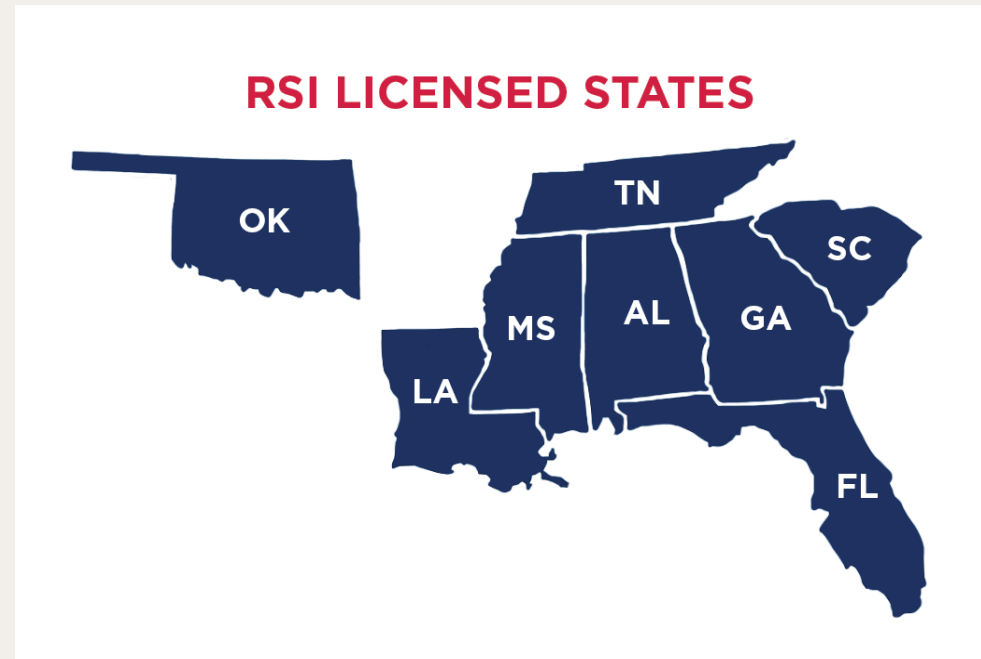 RSI LICENSED STATES
TN
OK
SC
AL
GA
MS
LA
FL